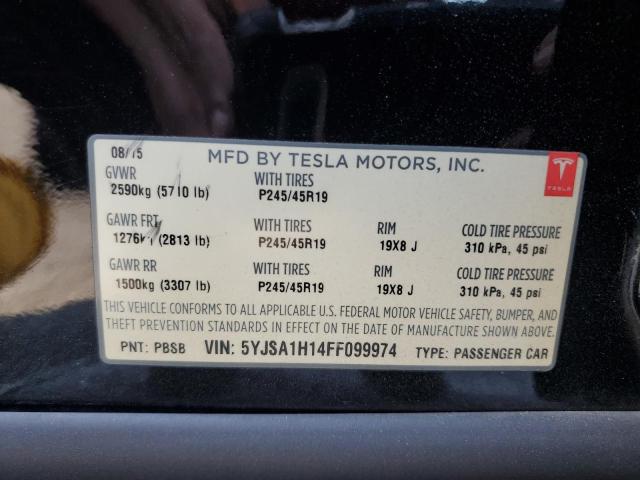 08/15 MFD BY TESLA MOTORS, INC.
GVWR WITH TIRES
2590kg (5710 lb) P245/45R19
TESLA
GAWR FRT WITH TIRES RIM COLD TIRE PRESSURE
1276kg (2813 lb) P245/45R19 19X8 J 310 kPa, 45 psi
GAWR RR WITH TIRES RIM COLD TIRE PRESSURE
1500kg (3307 lb) P245/45R19 19X8 J 310 kPa, 45 psi
THIS VEHICLE CONFORMS TO ALL APPLICABLE U.S. FEDERAL MOTOR VEHICLE SAFETY, BUMPER, AND
THEFT PREVENTION STANDARDS IN EFFECT ON THE DATE OF MANUFACTURE SHOWN ABOVE.
PNT: PBSB VIN: 5YJSA1H14FF099974 TYPE: PASSENGER CAR